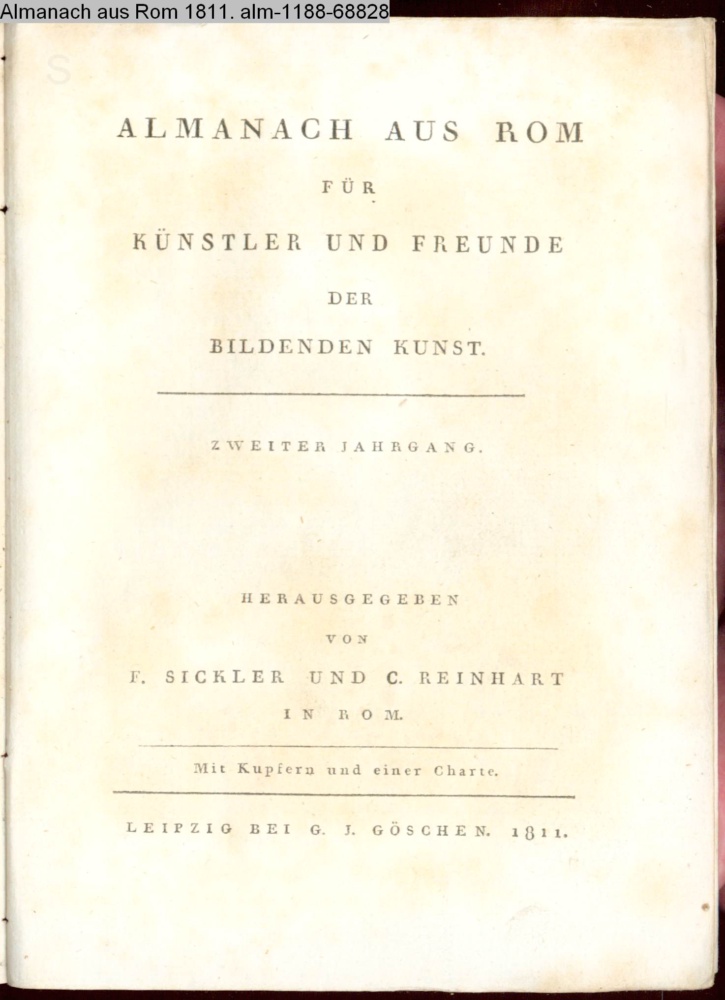 Almanach aus Rom 1811. alm-1188-68828
S
ALMANACH AUS ROM
FÜR
KÜNSTLER UND FREUNDE
DER
BILDENDEN KUNST.
ZWEITER JAHRGANG.
HERAUSGEGEBEN
VON
F. SICKLER UND C. REINHART
IN ROM.
Mit Kupfern und einer Charte.
LEIPZIG BEI G. J. GÖSCHEN. 1811.